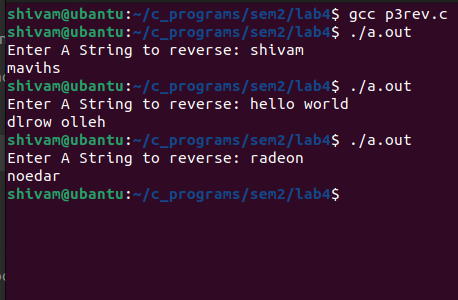 shivam@ubantu:~/c_programs/sem2/lab4$ gcc p3rev.c
shivam@ubantu:~/c_programs/sem2/lab4$ ./a.out
Enter A String to reverse: shivam
mavihs
shivam@ubantu:~/c_programs/sem2/lab4$ ./a.out
Enter A String to reverse: hello world
dlrow olleh
shivam@ubantu:~/c_programs/sem2/lab4$ ./a.out
Enter A String to reverse: radeon
noedar
shivam@ubantu:~/c_programs/sem2/lab4$